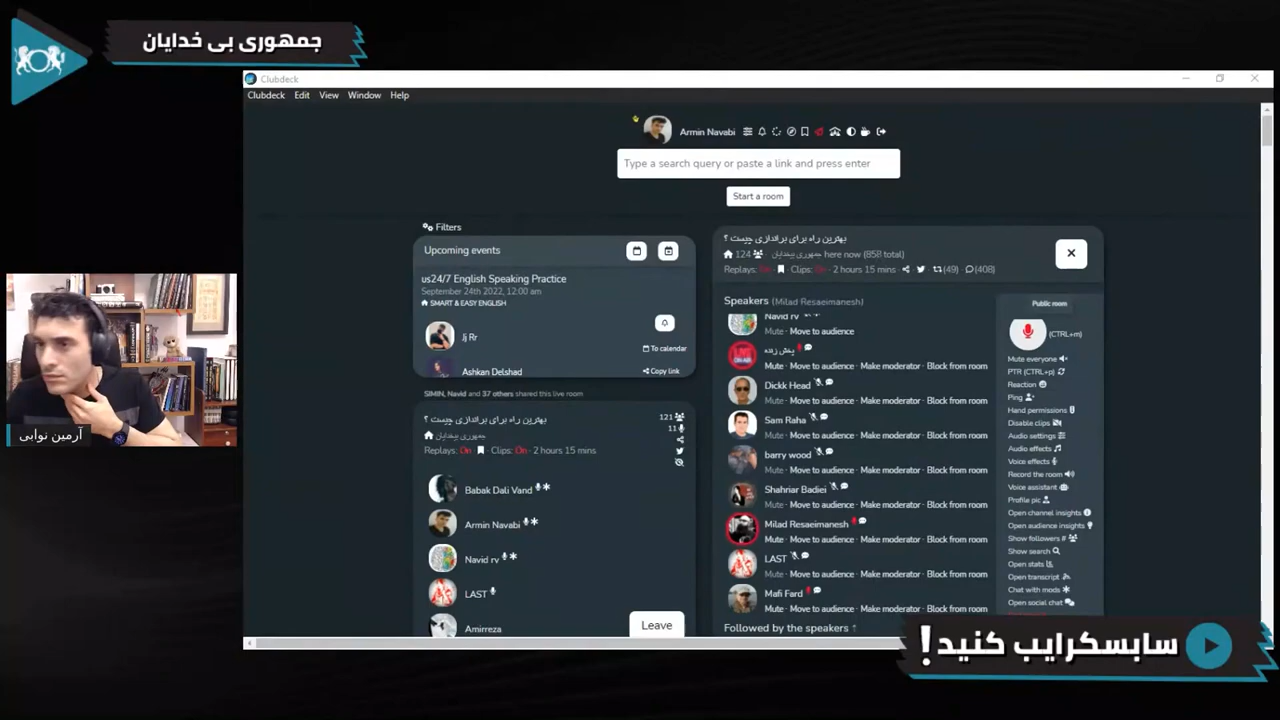 جمهوری بی خدایان
Clubdeck
Clubdeck Edit View Window Help
Armin Navabi
Type a search query or paste a link and press enter
Start a room
Filters
Upcoming events
us24/7 English Speaking Practice
September 24th 2022, 12:00 am
SMART & EASY ENGLISH
Jj Rr
To calendar
Ashkan Delshad
Copy link
SIMIN, Navid and 37 others shared this live room
بهترین راه برای براندازی چیست ؟
121
11
جمهوری بیخدایان
Replays: On · Clips: On · 2 hours 15 mins
Babak Dali Vand
Armin Navabi
Navid rv
LAST
Amirreza
Leave
بهترین راه برای براندازی چیست ؟
124 جمهوری بیخدایان here now (858 total)
Replays: On · Clips: On · 2 hours 15 mins · (49) · (408)
Speakers (Milad Resaeimanesh)
Navid rv
Mute · Move to audience
پخش زنده
Mute · Move to audience · Make moderator · Block from room
Dickk Head
Mute · Move to audience · Make moderator · Block from room
Sam Raha
Mute · Move to audience · Make moderator · Block from room
barry wood
Mute · Move to audience · Make moderator · Block from room
Shahriar Badiei
Mute · Move to audience · Make moderator · Block from room
Milad Resaeimanesh
Mute · Move to audience · Make moderator · Block from room
LAST
Mute · Move to audience · Make moderator · Block from room
Mafi Fard
Mute · Move to audience · Make moderator · Block from room
Followed by the speakers
Public room
(CTRL+m)
Mute everyone
PTR (CTRL+p)
Reaction
Ping
Hand permissions
Disable clips
Audio settings
Audio effects
Voice effects
Record the room
Voice assistant
Profile pic
Open channel insights
Open audience insights
Show followers #
Show search
Open stats
Open transcript
Chat with mods
Open social chat
LIVE ON AIR
آرمین نوابی
سابسکرایب کنید!